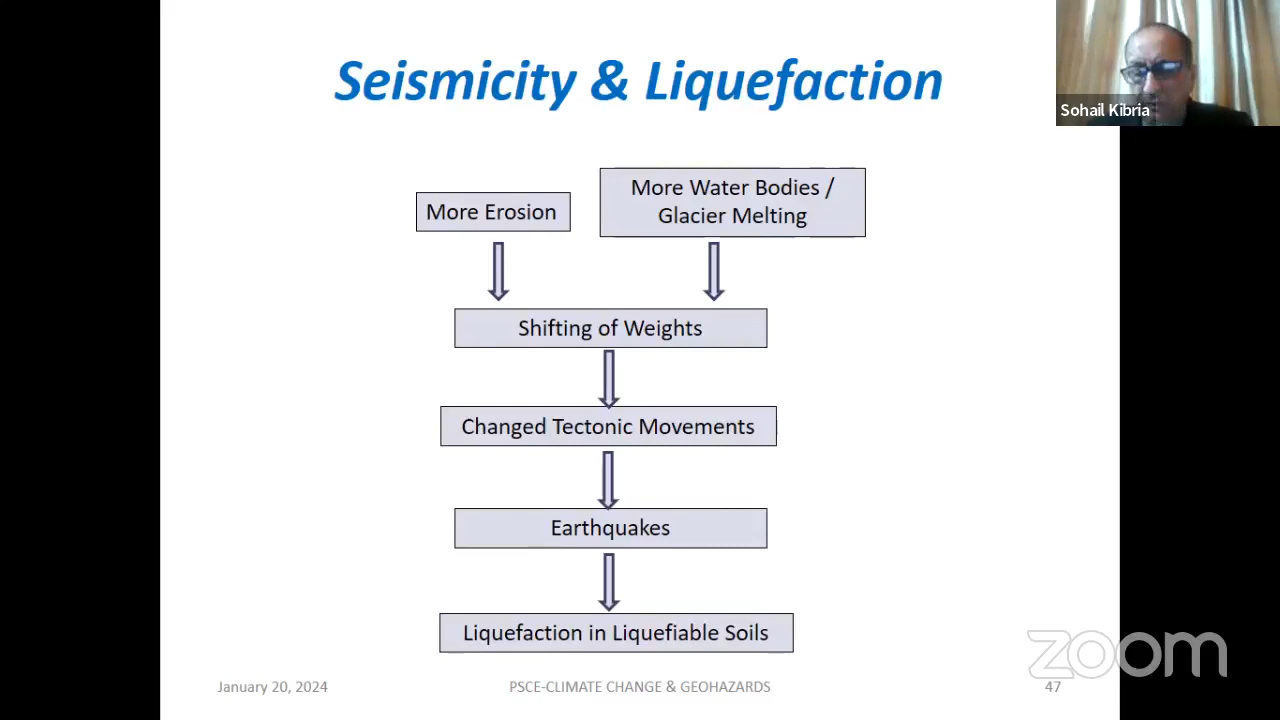 Seismicity & Liquefaction
Sohail Kibria
More Erosion
More Water Bodies /
Glacier Melting
Shifting of Weights
Changed Tectonic Movements
Earthquakes
Liquefaction in Liquefiable Soils
zoom
January 20, 2024
PSCE-CLIMATE CHANGE & GEOHAZARDS
47